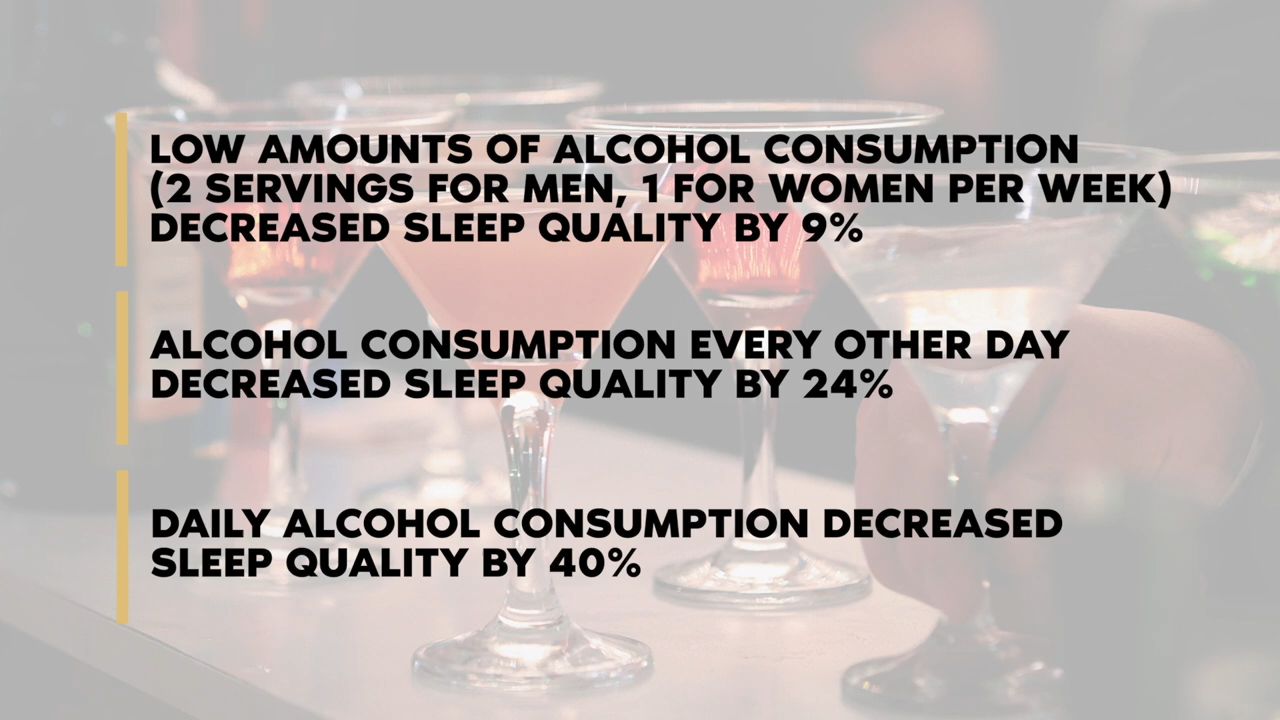 LOW AMOUNTS OF ALCOHOL CONSUMPTION
(2 SERVINGS FOR MEN, 1 FOR WOMEN PER WEEK)
DECREASED SLEEP QUALITY BY 9%
ALCOHOL CONSUMPTION EVERY OTHER DAY
DECREASED SLEEP QUALITY BY 24%
DAILY ALCOHOL CONSUMPTION DECREASED
SLEEP QUALITY BY 40%